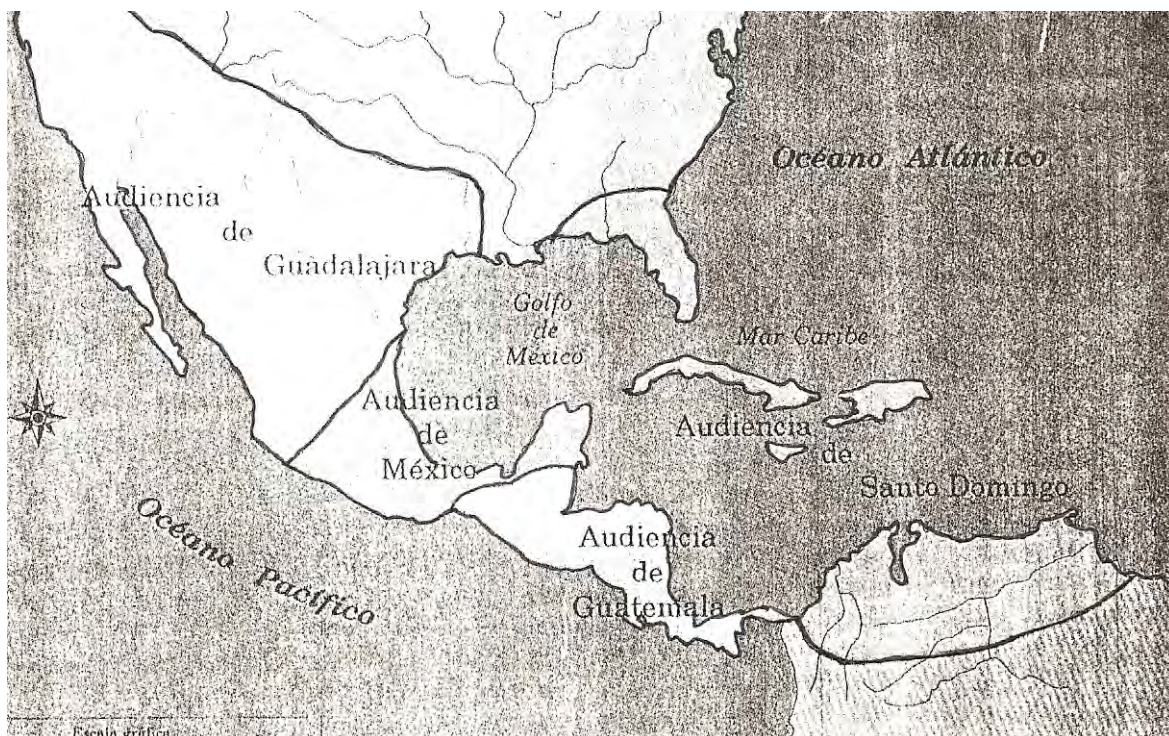 Océano Atlántico
Audiencia
de
Guadalajara
Golfo
de
México
Mar Caribe
Audiencia
de
México
Audiencia
de
Santo Domingo
Océano Pacífico
Audiencia
de
Guatemala
Escala gráfica